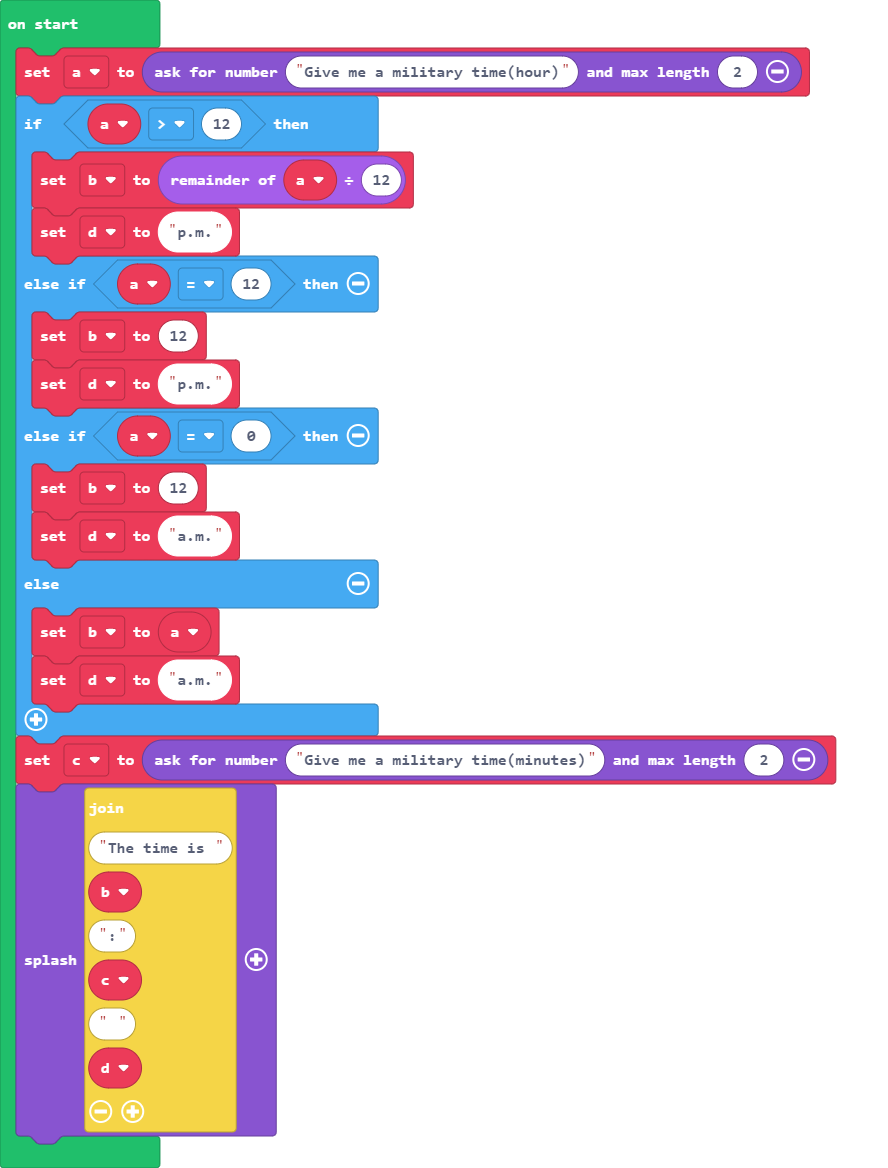 on start
set a to ask for number "Give me a military time(hour)" and max length 2
if a > 12 then
set b to remainder of a ÷ 12
set d to "p.m."
else if a = 12 then
set b to 12
set d to "p.m."
else if a = 0 then
set b to 12
set d to "a.m."
else
set b to a
set d to "a.m."
set c to ask for number "Give me a military time(minutes)" and max length 2
join
"The time is "
b
":"
splash c
" "
d